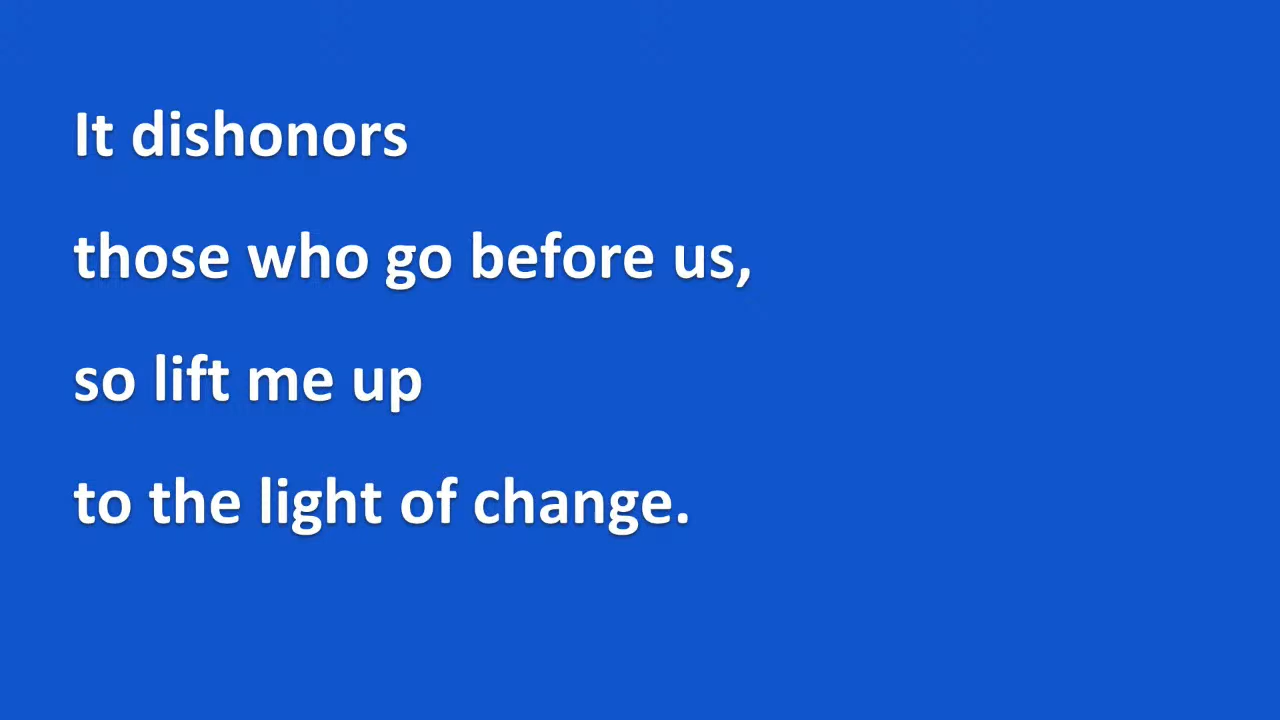 It dishonors
those who go before us,
so lift me up
to the light of change.